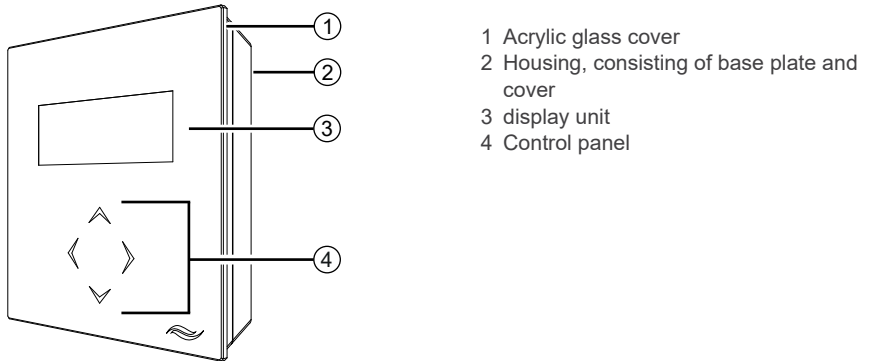 1
2
3
4
1 Acrylic glass cover
2 Housing, consisting of base plate and
cover
3 display unit
4 Control panel